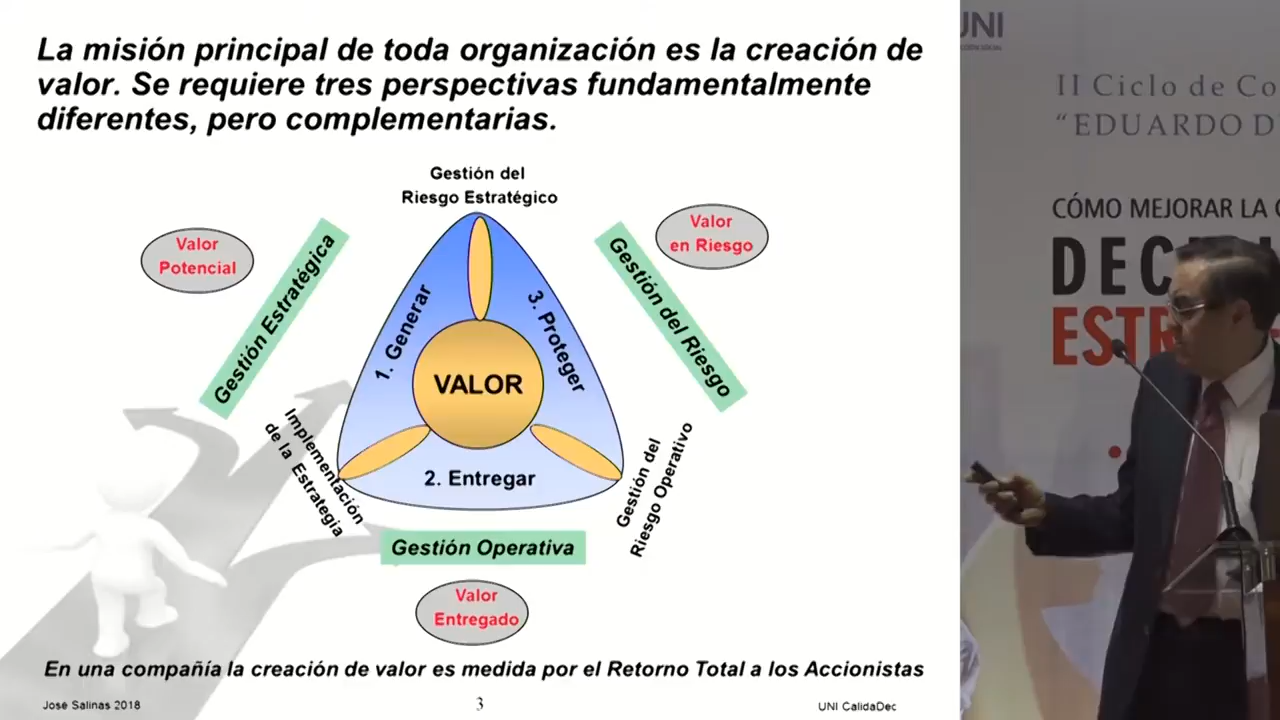 La misión principal de toda organización es la creación de
valor. Se requiere tres perspectivas fundamentalmente
diferentes, pero complementarias.
Gestión del
Riesgo Estratégico
Valor
Potencial
Gestión Estratégica
Valor
en Riesgo
Gestión del Riesgo
1. Generar
3. Proteger
VALOR
2. Entregar
Implementación
de la Estrategia
Gestión del
Riesgo Operativo
Gestión Operativa
Valor
Entregado
En una compañía la creación de valor es medida por el Retorno Total a los Accionistas
José Salinas 2018
3
UNI CalidaDec
UNI
II Ciclo de Co
"EDUARDO D
CÓMO MEJORAR LA
DEC
ESTR